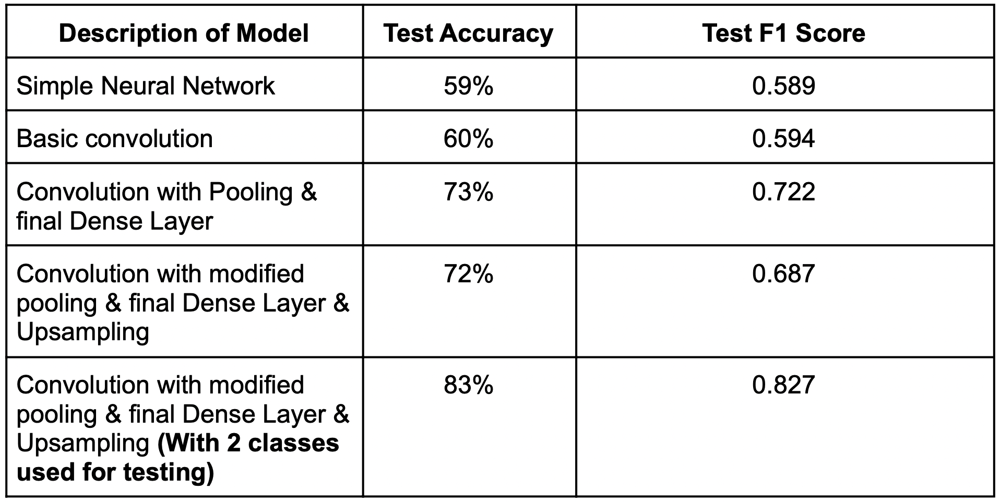 Description of Model Test Accuracy Test F1 Score
Simple Neural Network 59% 0.589
Basic convolution 60% 0.594
Convolution with Pooling & 73% 0.722
final Dense Layer
Convolution with modified 72% 0.687
pooling & final Dense Layer &
Upsampling
Convolution with modified 83% 0.827
pooling & final Dense Layer &
Upsampling (With 2 classes
used for testing)